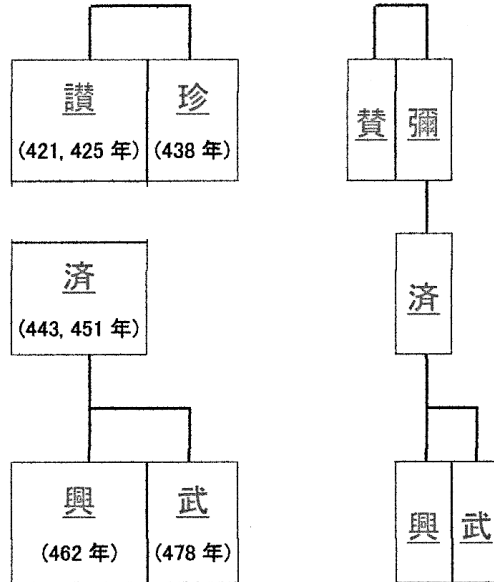 讃 珍 賛 彌
(421, 425 年) (438 年)
済 済
(443, 451 年)
興 武 興 武
(462 年) (478 年)